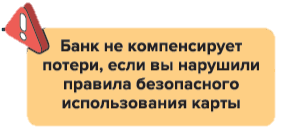 Банк не компенсирует
потери, если вы нарушили
правила безопасного
использования карты